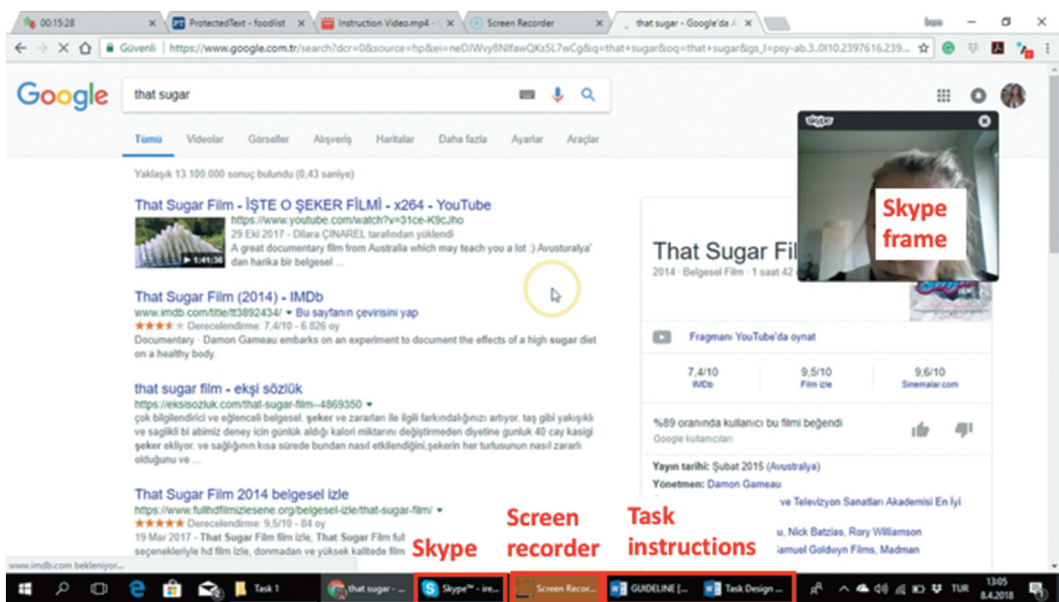 00:15:28
ProtectedText - foodlist
Instruction Video.mp4 -
Screen Recorder
that sugar - Google'da A
Güvenli | https://www.google.com.tr/search?dcr=0&source=hp&ei=neDJWvy8NIfawQKs5L7wCg&q=that+sugar&oq=that+sugar&gs_l=psy-ab.3..0l10.2397616.239...
Google
that sugar
Tümü Videolar Görseller Alışveriş Haritalar Daha fazla Ayarlar Araçlar
Yaklaşık 13.100.000 sonuç bulundu (0,43 saniye)
That Sugar Film - İŞTE O ŞEKER FİLMİ - x264 - YouTube
https://www.youtube.com/watch?v=31ce-K9cJho
29 Eki 2017 - Dilara ÇINAREL tarafından yüklendi
A great documentary film from Australia which may teach you a lot :) Avusturalya'
dan harika bir belgesel ...
1:41:36
That Sugar Film (2014) - IMDb
www.imdb.com/title/tt3892434/ ▾ Bu sayfanın çevirisini yap
Derecelendirme: 7,4/10 - 6.826 oy
Documentary · Damon Gameau embarks on an experiment to document the effects of a high sugar diet
on a healthy body.
that sugar film - ekşi sözlük
https://eksisozluk.com/that-sugar-film--4869350 ▾
çok bilgilendirici ve eğlenceli belgesel. şeker ve zararları ile ilgili farkındalığınızı artıyor. taş gibi yakışıklı
ve saglikli bi abimiz deney icin günlük aldığı kalori miktarını değiştirmeden diyetine gunluk 40 cay kasigi
şeker ekliyor. ve sağlığının kısa sürede bundan nasıl etkilendiğini,şekerin her turlusunun nasıl zararlı
olduğunu ve ...
That Sugar Film 2014 belgesel izle
https://www.fullhdfilmizlesene.org/belgesel-izle/that-sugar-film/ ▾
Derecelendirme: 9,5/10 - 84 oy
19 Mar 2017 - That Sugar Film film izle, That Sugar Film ful
seçenekleriyle hd film izle, donmadan ve yüksek kalitede film
www.imdb.com bekleniyor...
skype
Skype
frame
That Sugar Fil
2014 · Belgesel Film · 1 saat 42
Fragmanı YouTube'da oynat
7,4/10 9,5/10 9,6/10
IMDb Film izle Sinemalar.com
%89 oranında kullanıcı bu filmi beğendi
Google kullanıcıları
Yayın tarihi: Şubat 2015 (Avustralya)
Yönetmen: Damon Gameau
ve Televizyon Sanatları Akademisi En İyi
u, Nick Batzias, Rory Williamson
amuel Goldwyn Films, Madman
Skype
Screen
recorder
Task
instructions
Task 1
that sugar - ...
Skype™ - ire...
Screen Recor...
GUIDELINE [...
Task Design ...
TUR
13:05
8.4.2018